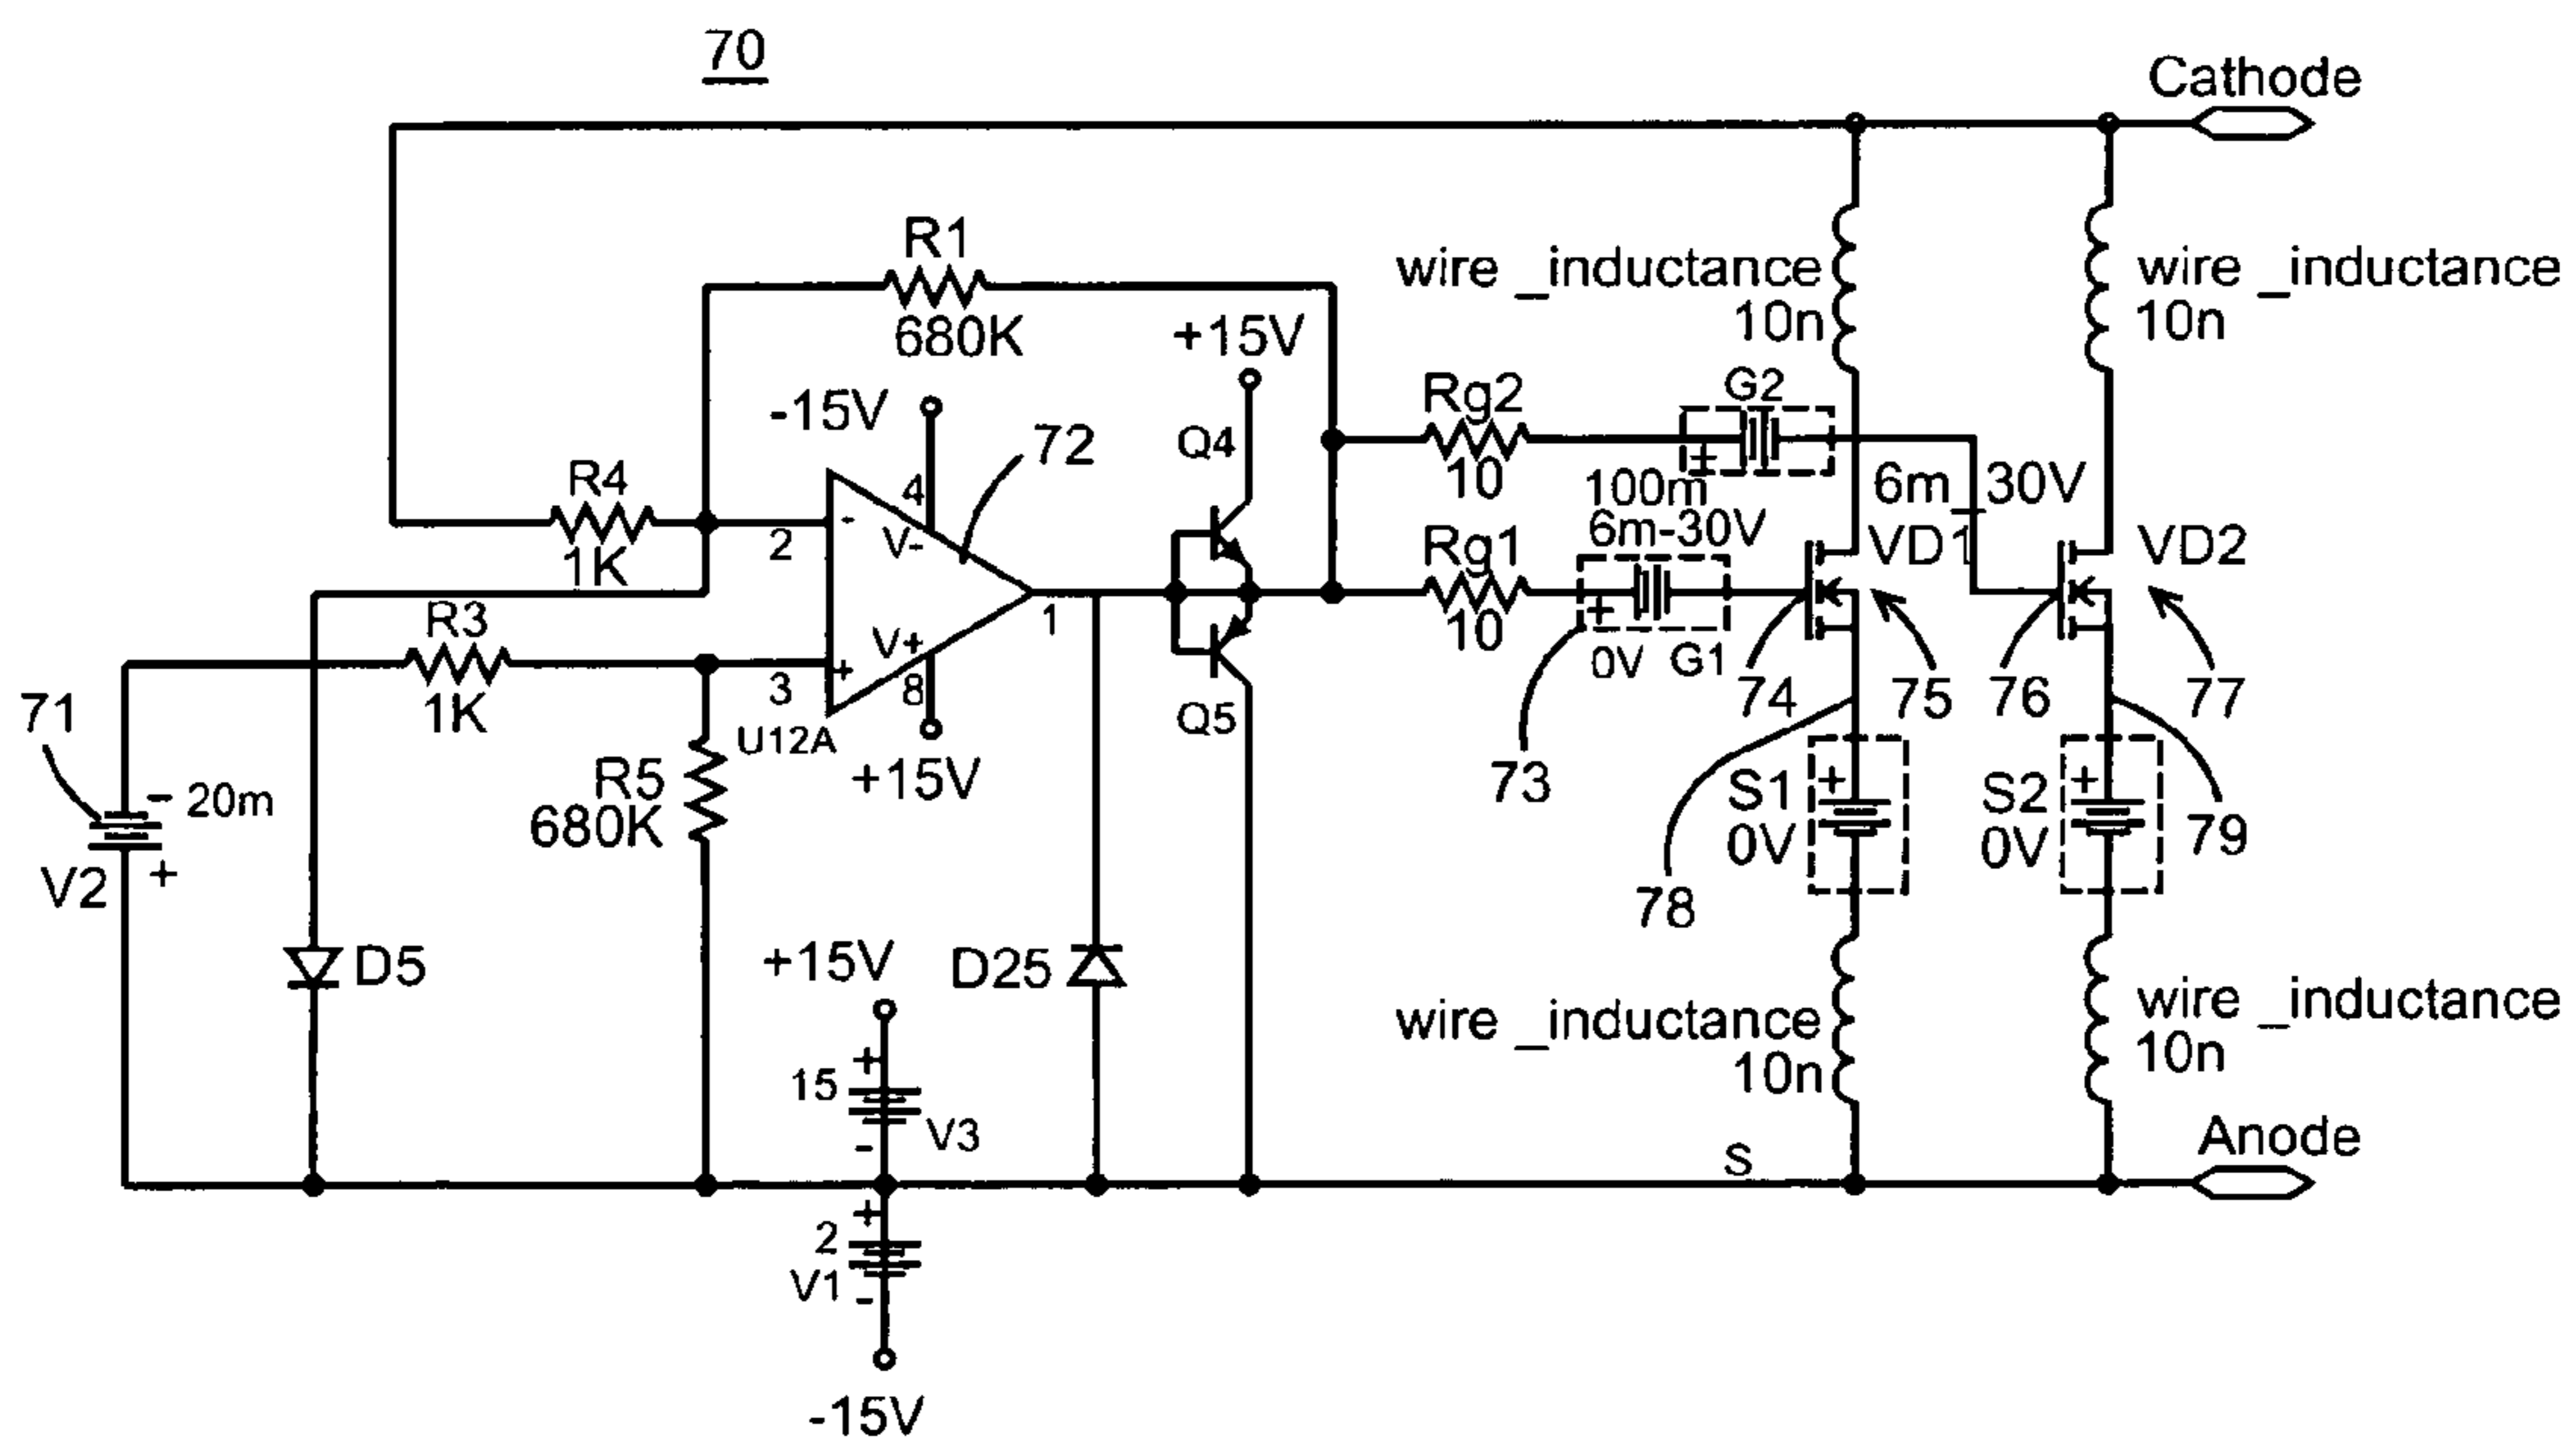 70
Cathode
R1
680K
wire _inductance
10n
wire _inductance
10n
+15V
-15V
72
Q4
Rg2
10
G2
+
100m
6m_30V
R4
1K
2
-
4
V-
6m-30V
Rg1
10
+
0V
G1
VD1
VD2
1
R3
1K
V+
3
+
8
U12A
+15V
Q5
71
- 20m
+
V2
R5
680K
73
74
75
76
77
+
S1
0V
+
S2
0V
78
79
D5
+15V
D25
+
15
V3
-
wire _inductance
10n
wire _inductance
10n
S
Anode
+
2
V1
-
-15V